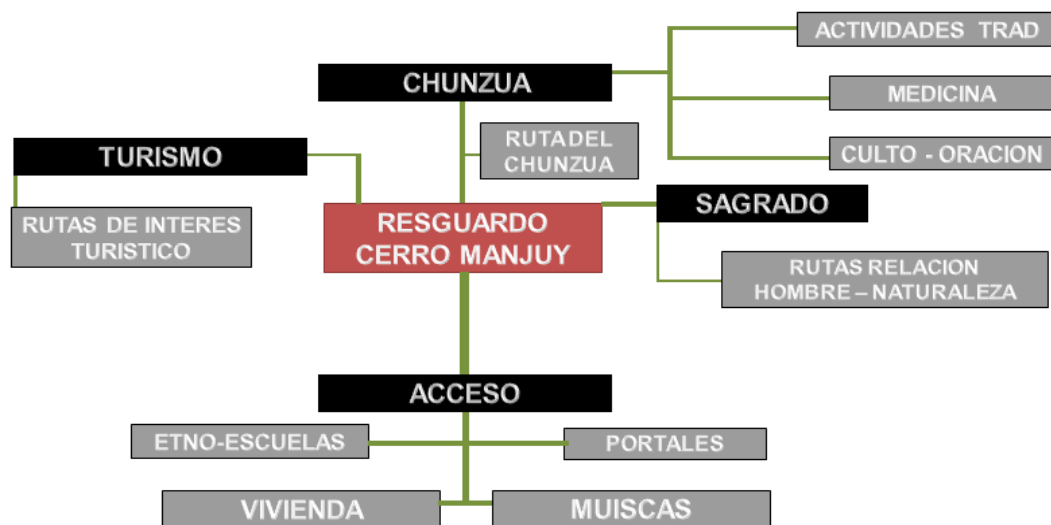 ACTIVIDADES TRAD
CHUNZUA
MEDICINA
RUTA DEL
CHUNZUA
CULTO - ORACION
TURISMO
SAGRADO
RUTAS DE INTERES
TURISTICO
RESGUARDO
CERRO MANJUY
RUTAS RELACION
HOMBRE – NATURALEZA
ACCESO
ETNO-ESCUELAS
PORTALES
VIVIENDA
MUISCAS